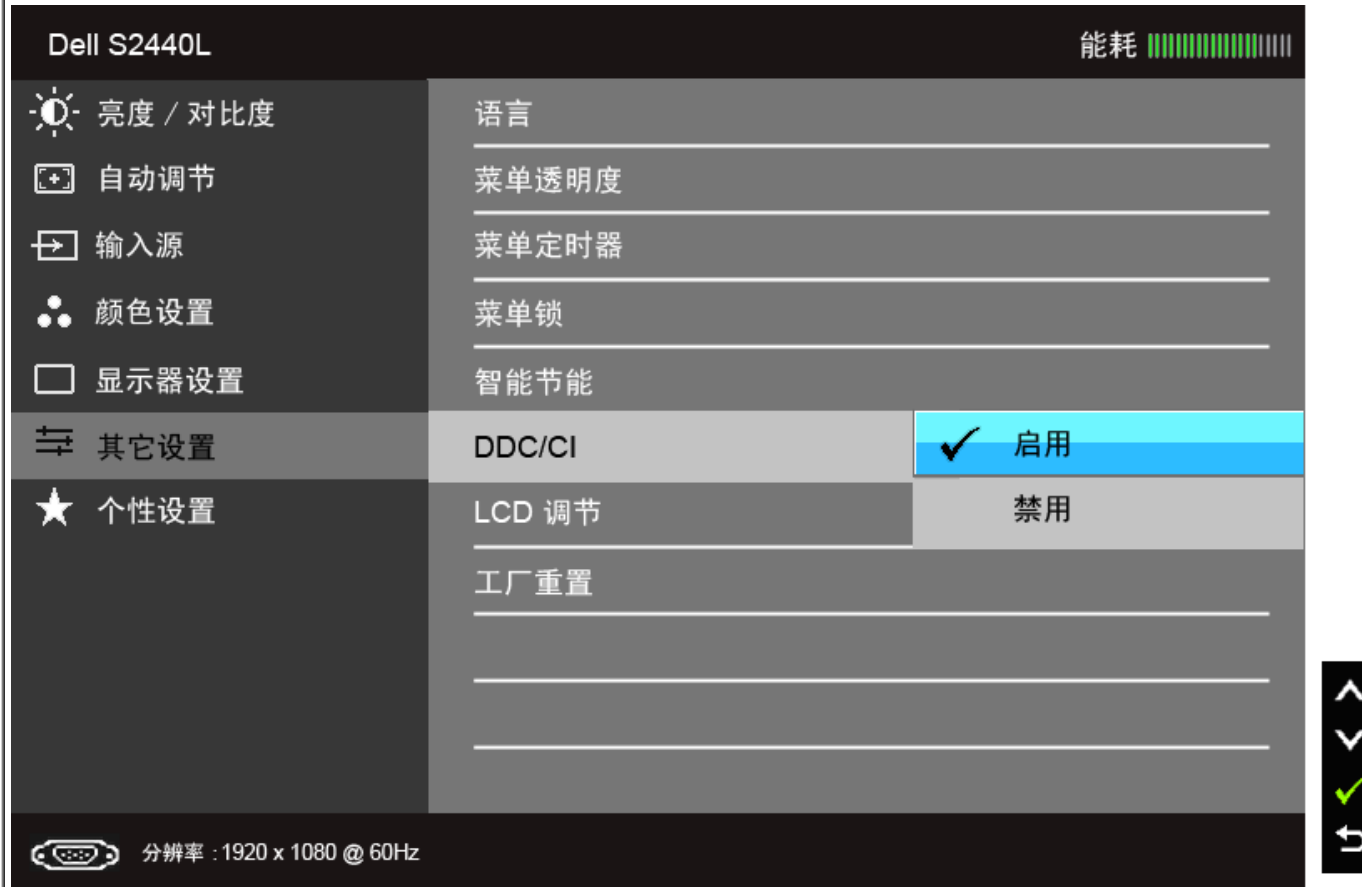 Dell S2440L
能耗
亮度 / 对比度
自动调节
输入源
颜色设置
显示器设置
其它设置
个性设置
语言
菜单透明度
菜单定时器
菜单锁
智能节能
DDC/CI
启用
禁用
LCD 调节
工厂重置
分辨率 : 1920 x 1080 @ 60Hz